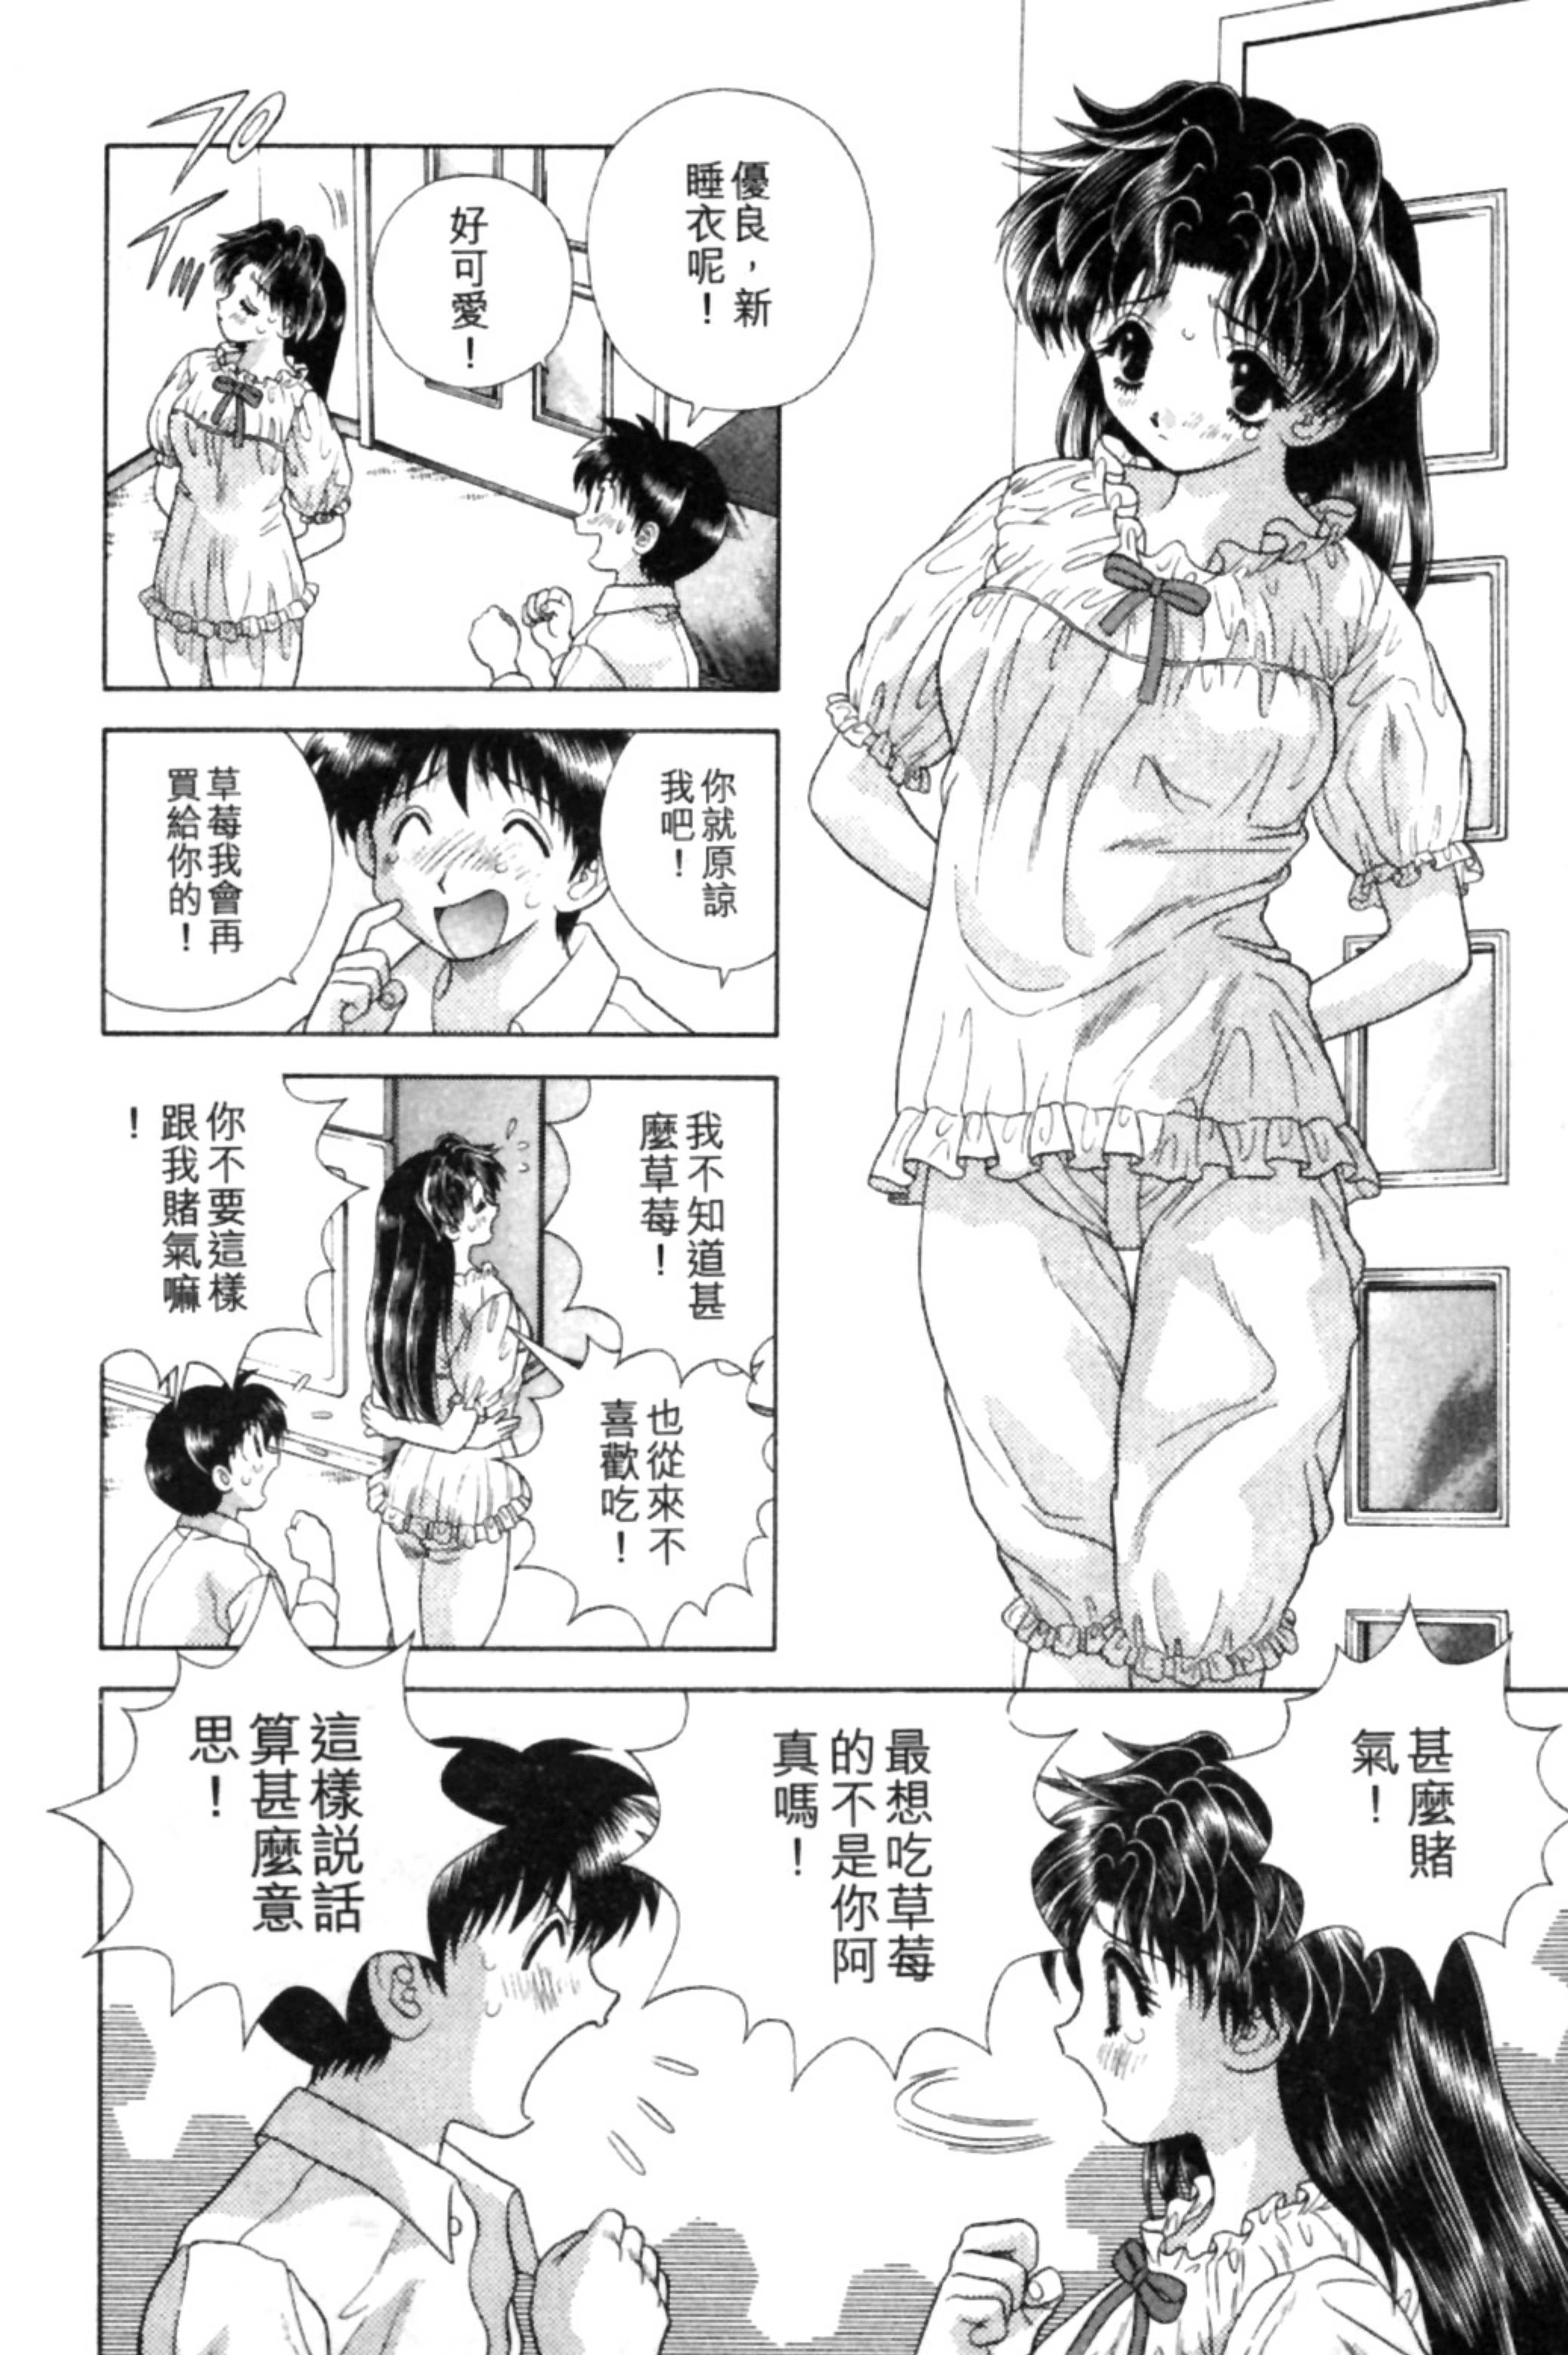 優良，新
睡衣呢！
好可愛！
プイ
你就原諒
我吧！
草莓我會再
買給你的！
我不知道甚
麼草莓！
也從來不
喜歡吃！
你不要這樣
跟我賭氣嘛
！
甚麼賭
氣！
最想吃草莓
的不是你阿
真嗎！
這樣説話
算甚麼意
思！